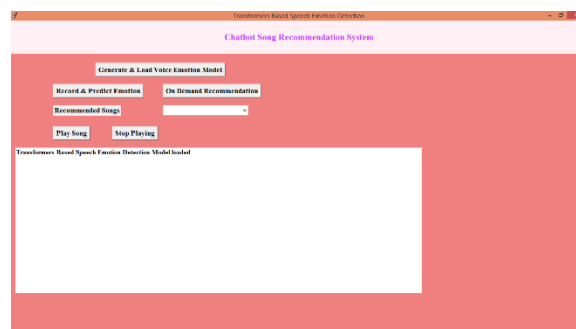 Transformers Based Speech Emotion Detection
Chatbot Song Recommendation System
Generate & Load Voice Emotion Model
Record & Predict Emotion On Demand Recommendation
Recommended Songs
Play Song Stop Playing
Transformers Based Speech Emotion Detection Model loaded